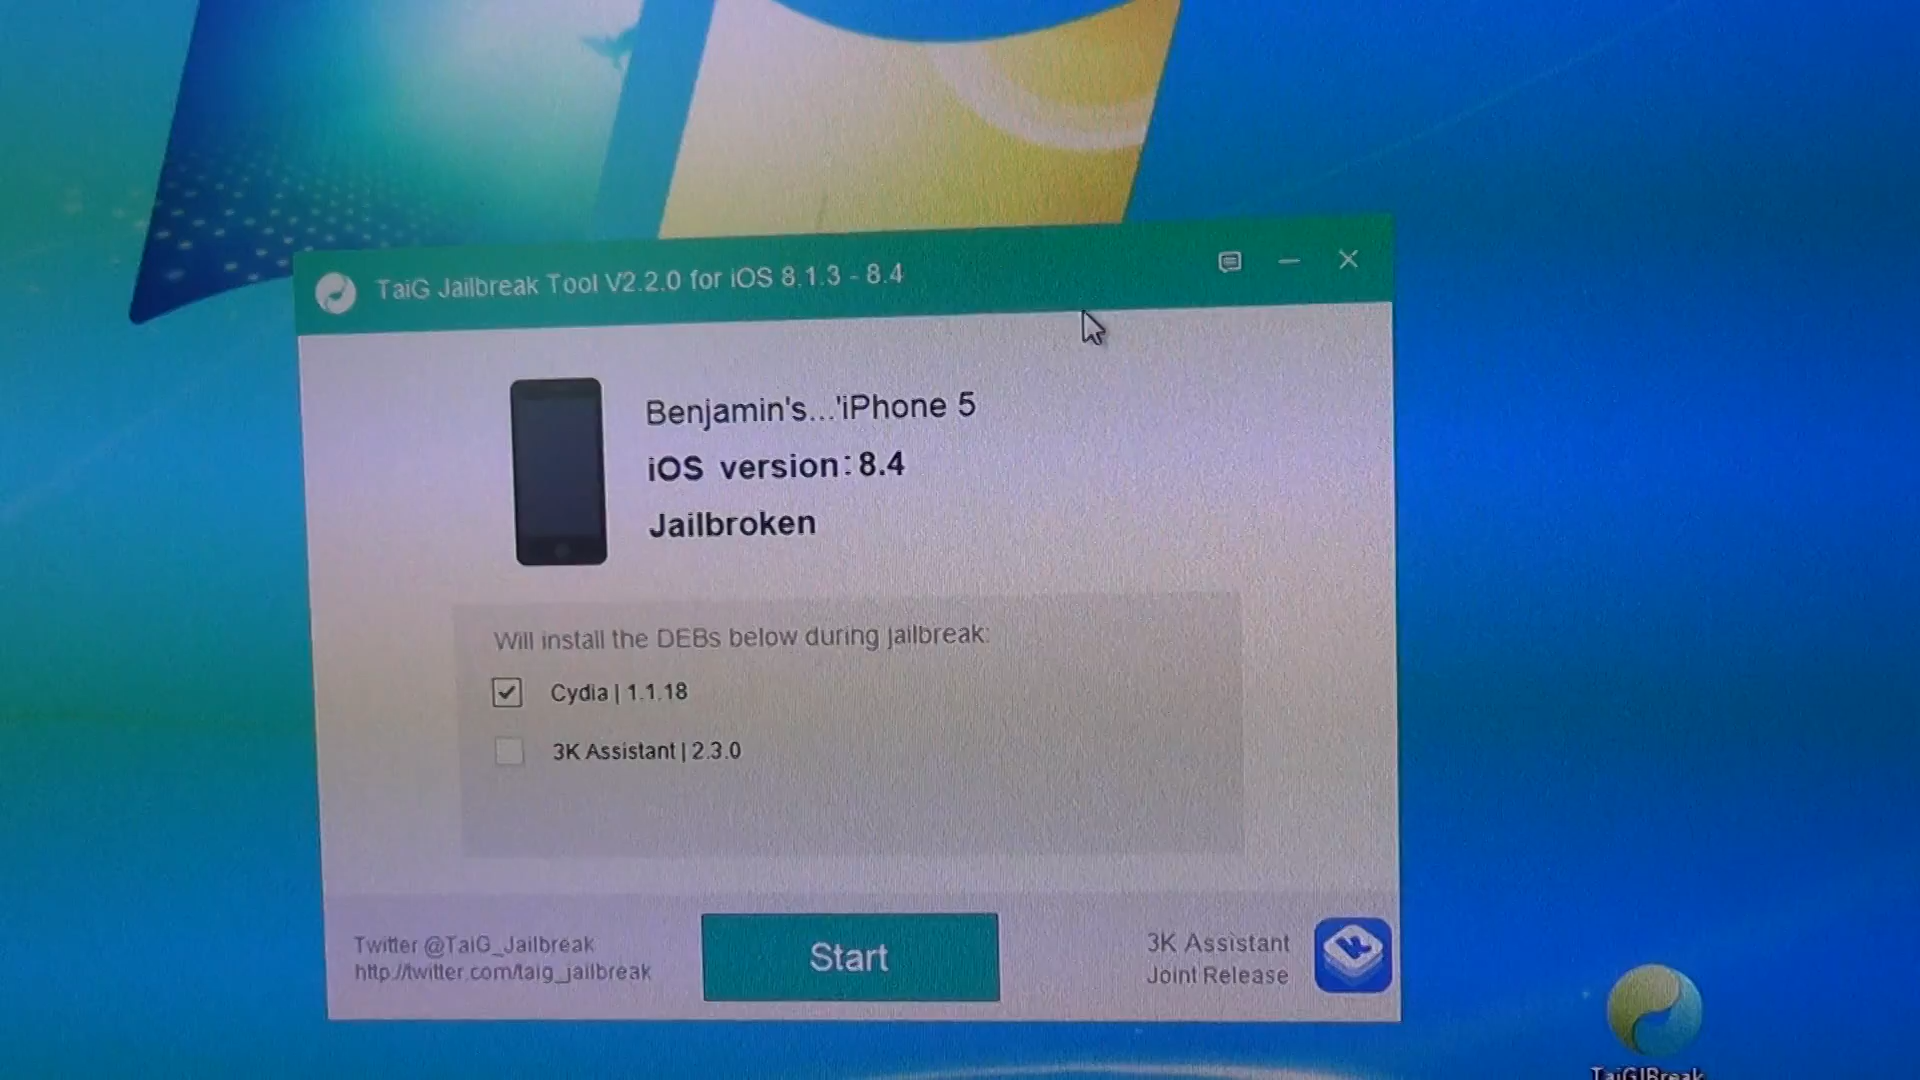 TaiG Jailbreak Tool V2.2.0 for iOS 8.1.3 - 8.4
Benjamin's...'iPhone 5
iOS version:8.4
Jailbroken
Will install the DEBs below during jailbreak:
Cydia | 1.1.18
3K Assistant | 2.3.0
Twitter @TaiG_Jailbreak
http://twitter.com/taig_jailbreak
Start
3K Assistant
Joint Release
TaiGJBreak